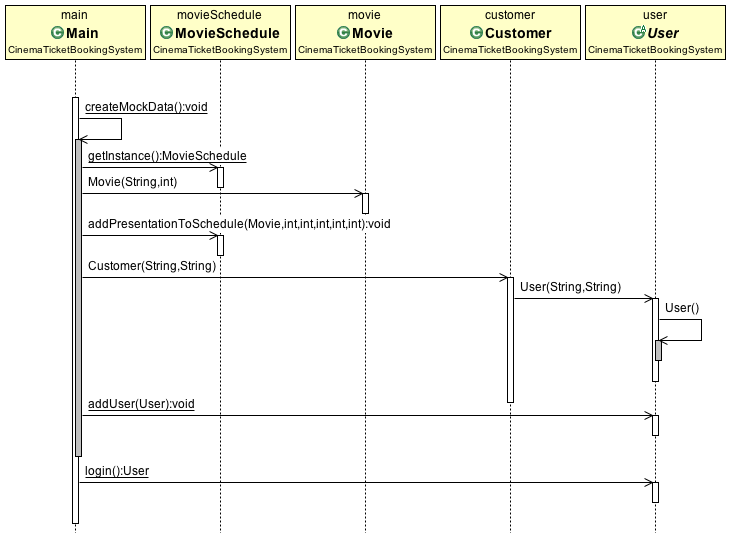 main
Main
CinemaTicketBookingSystem
movieSchedule
MovieSchedule
CinemaTicketBookingSystem
movie
Movie
CinemaTicketBookingSystem
customer
Customer
CinemaTicketBookingSystem
user
User
CinemaTicketBookingSystem
createMockData():void
getInstance():MovieSchedule
Movie(String,int)
addPresentationToSchedule(Movie,int,int,int,int,int):void
Customer(String,String)
User(String,String)
User()
addUser(User):void
login():User